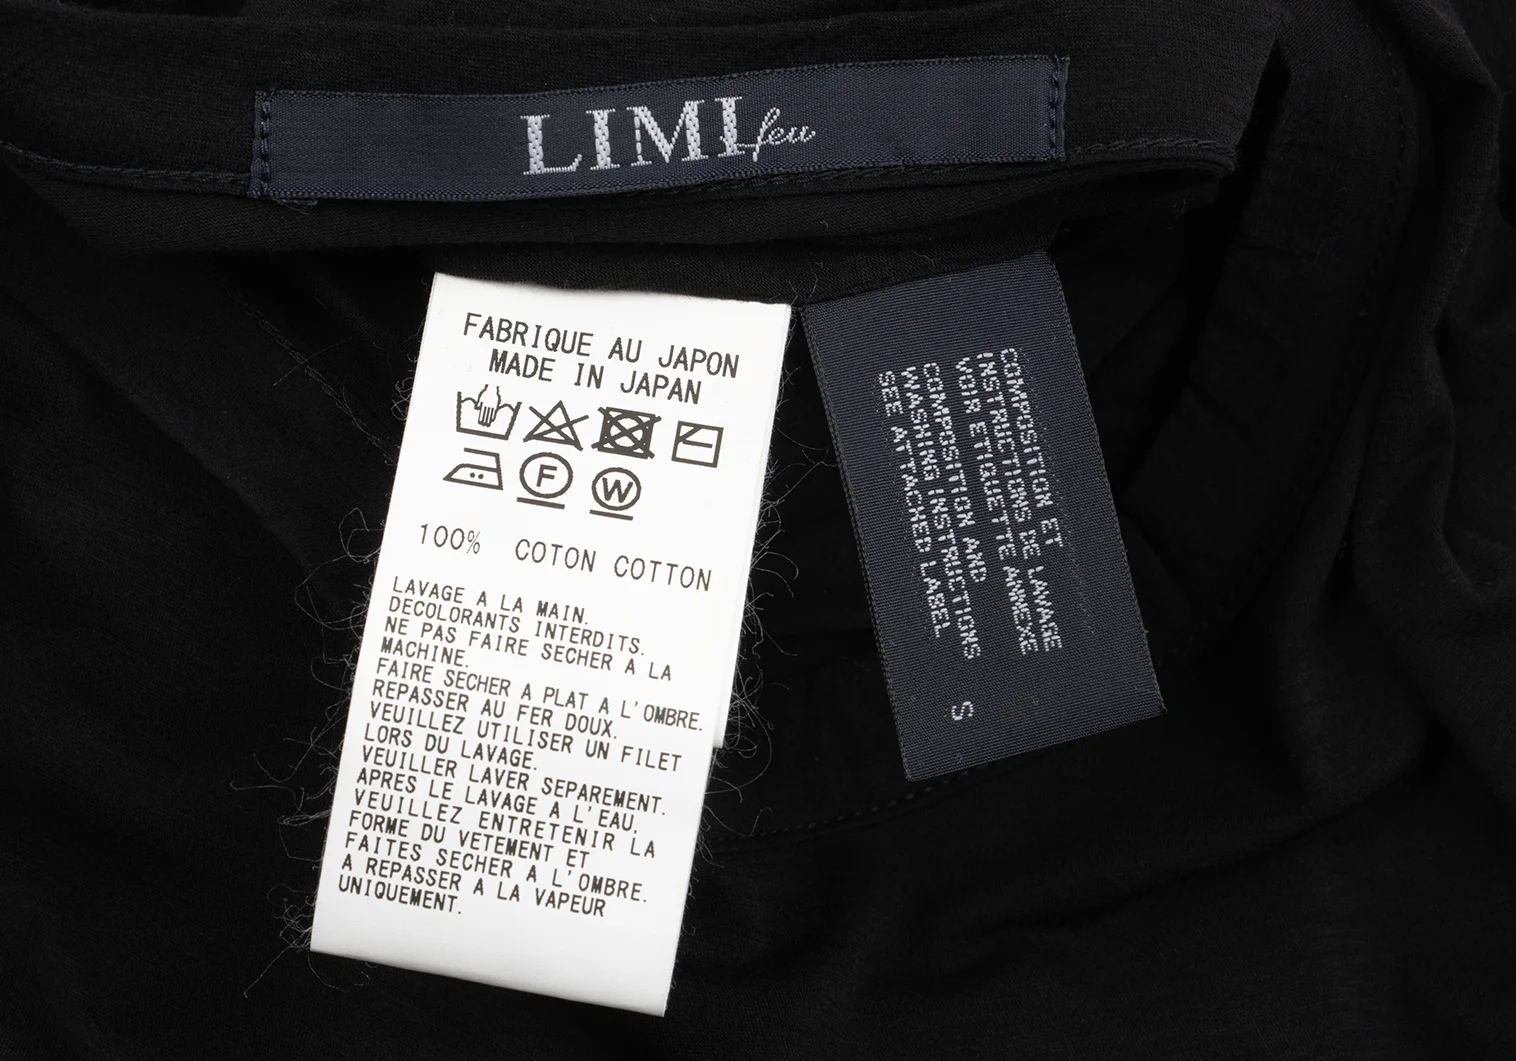 LIMI feu
FABRIQUE AU JAPON
MADE IN JAPAN
F
W
100% COTON COTTON
LAVAGE A LA MAIN.
DECOLORANTS INTERDITS.
NE PAS FAIRE SECHER A LA
MACHINE.
FAIRE SECHER A PLAT A L'OMBRE.
REPASSER AU FER DOUX.
VEUILLEZ UTILISER UN FILET
LORS DU LAVAGE.
VEUILLER LAVER SEPAREMENT.
APRES LE LAVAGE A L'EAU,
VEUILLEZ ENTRETENIR LA
FORME DU VETEMENT ET
FAITES SECHER A L'OMBRE.
A REPASSER A LA VAPEUR
UNIQUEMENT.
COMPOSITION ET
INSTRUCTIONS DE LAVAGE
VOIR ETIQUETTE ANNEXE
COMPOSITION AND
WASHING INSTRUCTIONS
SEE ATTACHED LABEL
S